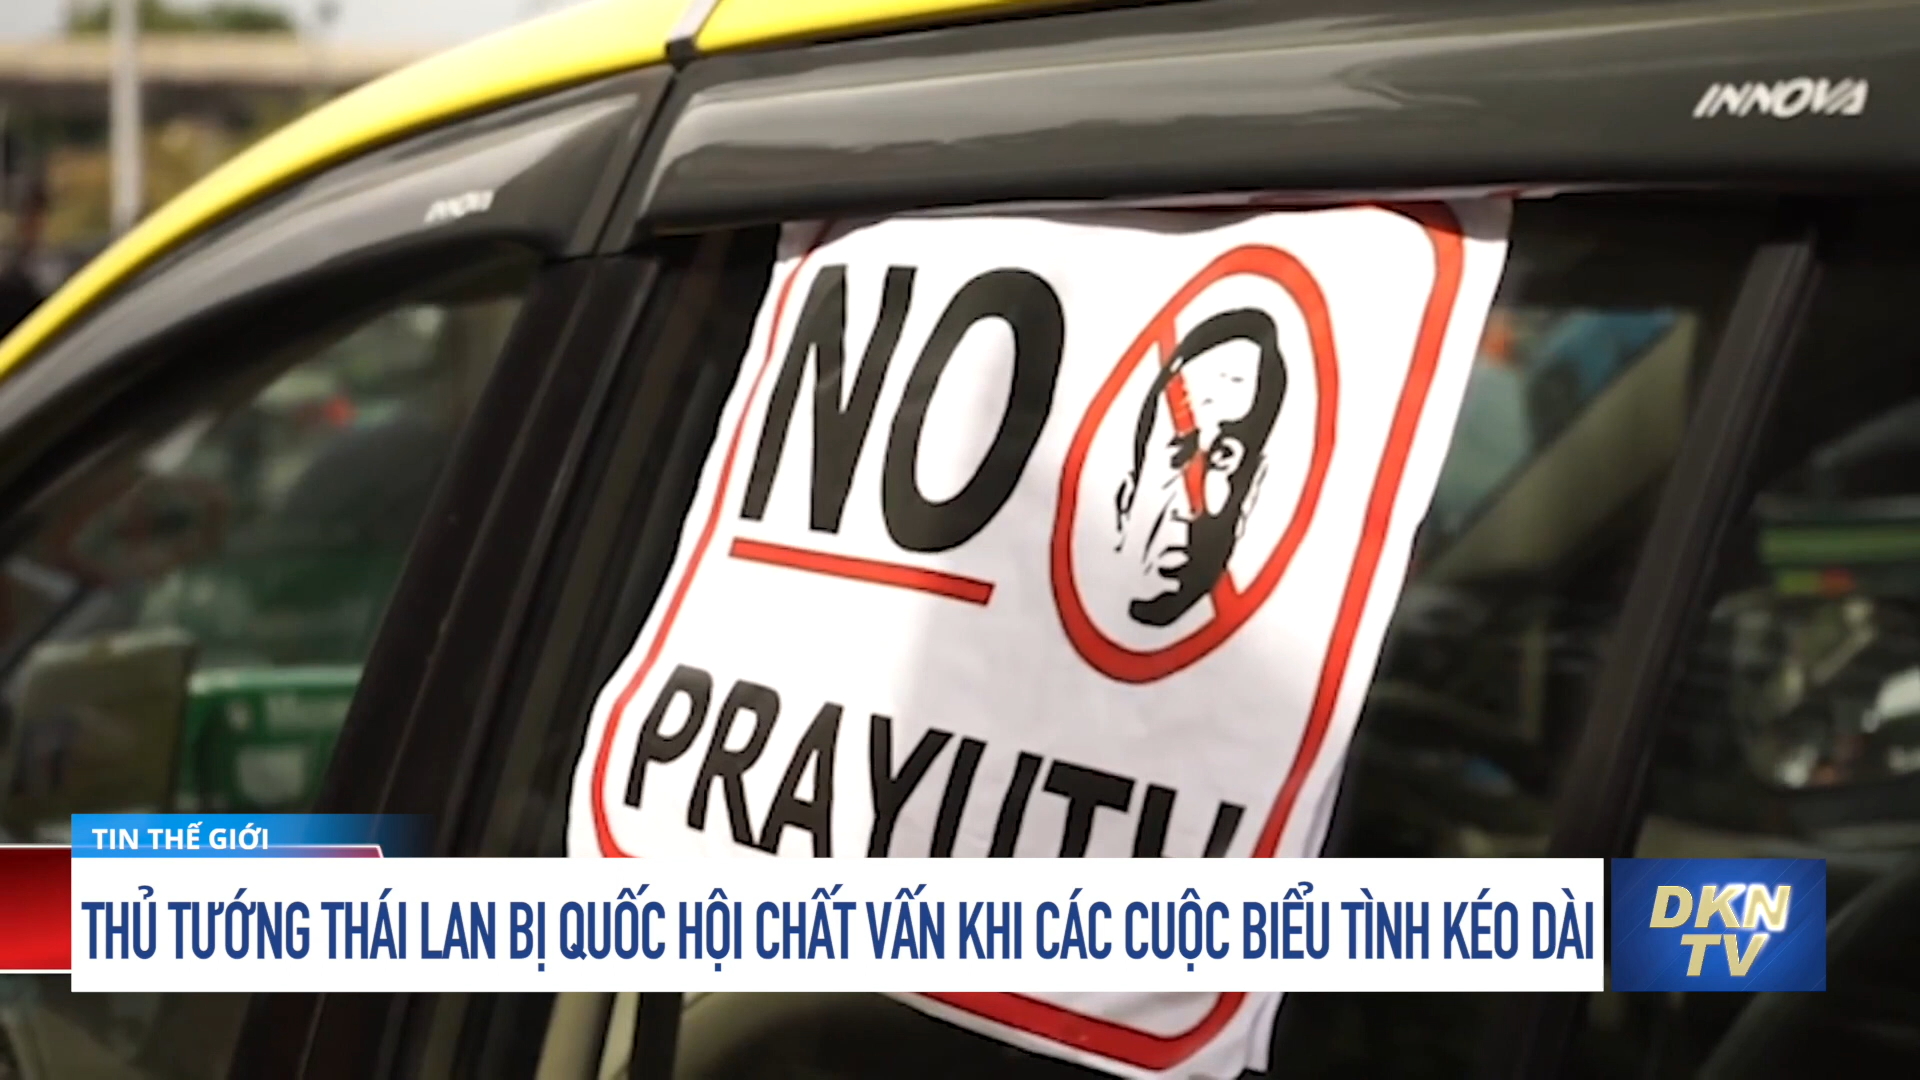 INNOVA
INNOVA
NO
PRAYUTH
TIN THẾ GIỚI
THỦ TƯỚNG THÁI LAN BỊ QUỐC HỘI CHẤT VẤN KHI CÁC CUỘC BIỂU TÌNH KÉO DÀI
DKN
TV